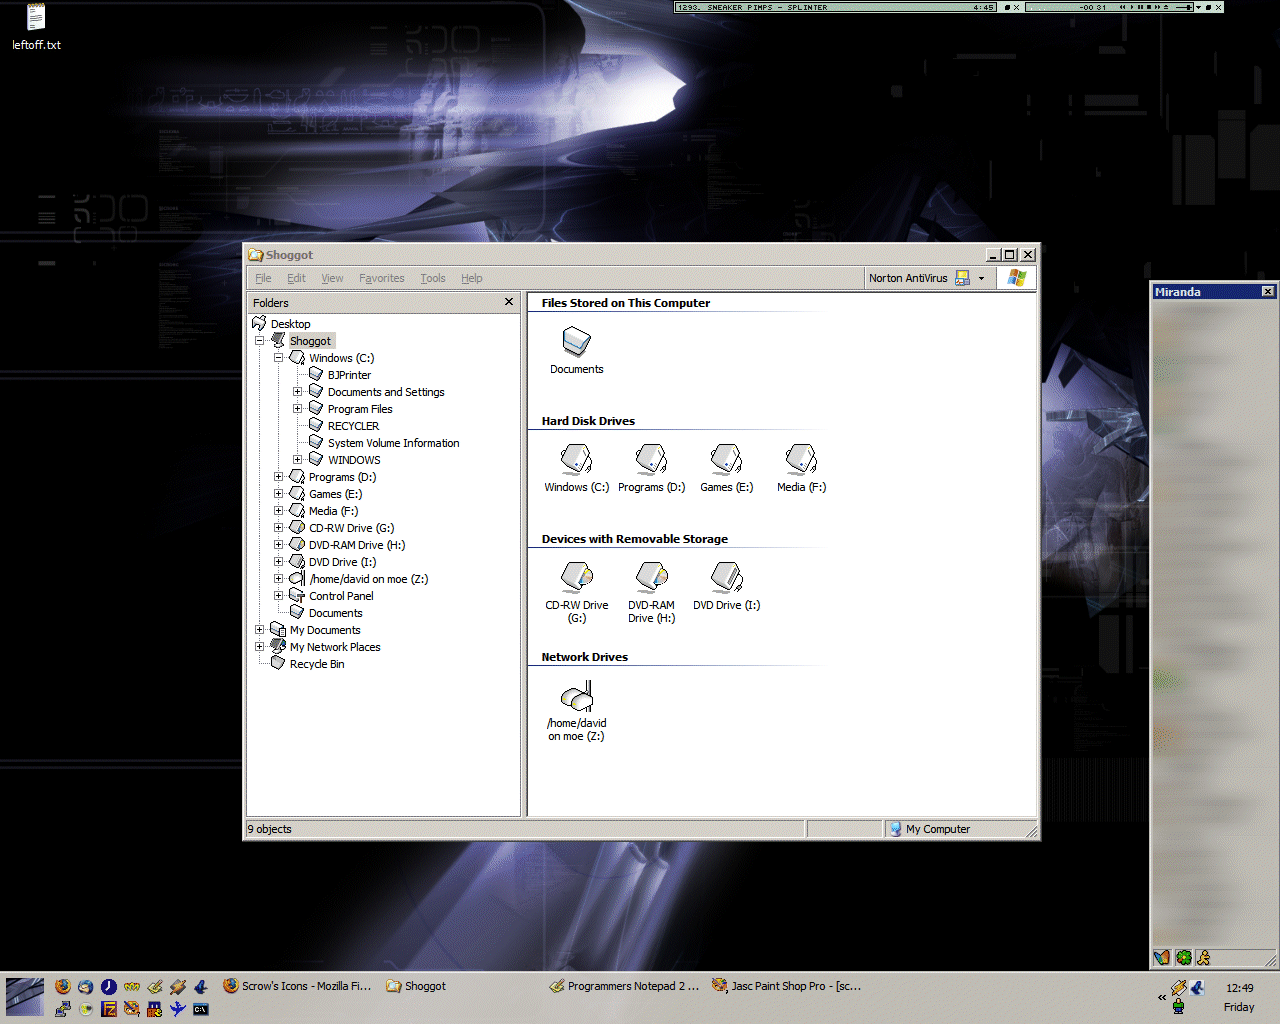 leftoff.txt
1293. SNEAKER PIMPS - SPLINTER 4:45
-00 31
Shoggot
File Edit View Favorites Tools Help
Norton AntiVirus
Folders
Desktop
Shoggot
Windows (C:)
BJPrinter
Documents and Settings
Program Files
RECYCLER
System Volume Information
WINDOWS
Programs (D:)
Games (E:)
Media (F:)
CD-RW Drive (G:)
DVD-RAM Drive (H:)
DVD Drive (I:)
/home/david on moe (Z:)
Control Panel
Documents
My Documents
My Network Places
Recycle Bin
Files Stored on This Computer
Documents
Hard Disk Drives
Windows (C:) Programs (D:) Games (E:) Media (F:)
Devices with Removable Storage
CD-RW Drive (G:)
DVD-RAM Drive (H:)
DVD Drive (I:)
Network Drives
/home/david
on moe (Z:)
9 objects
My Computer
Miranda
Scrow's Icons - Mozilla Fi...
Shoggot
Programmers Notepad 2 ...
Jasc Paint Shop Pro - [sc...
12:49
Friday